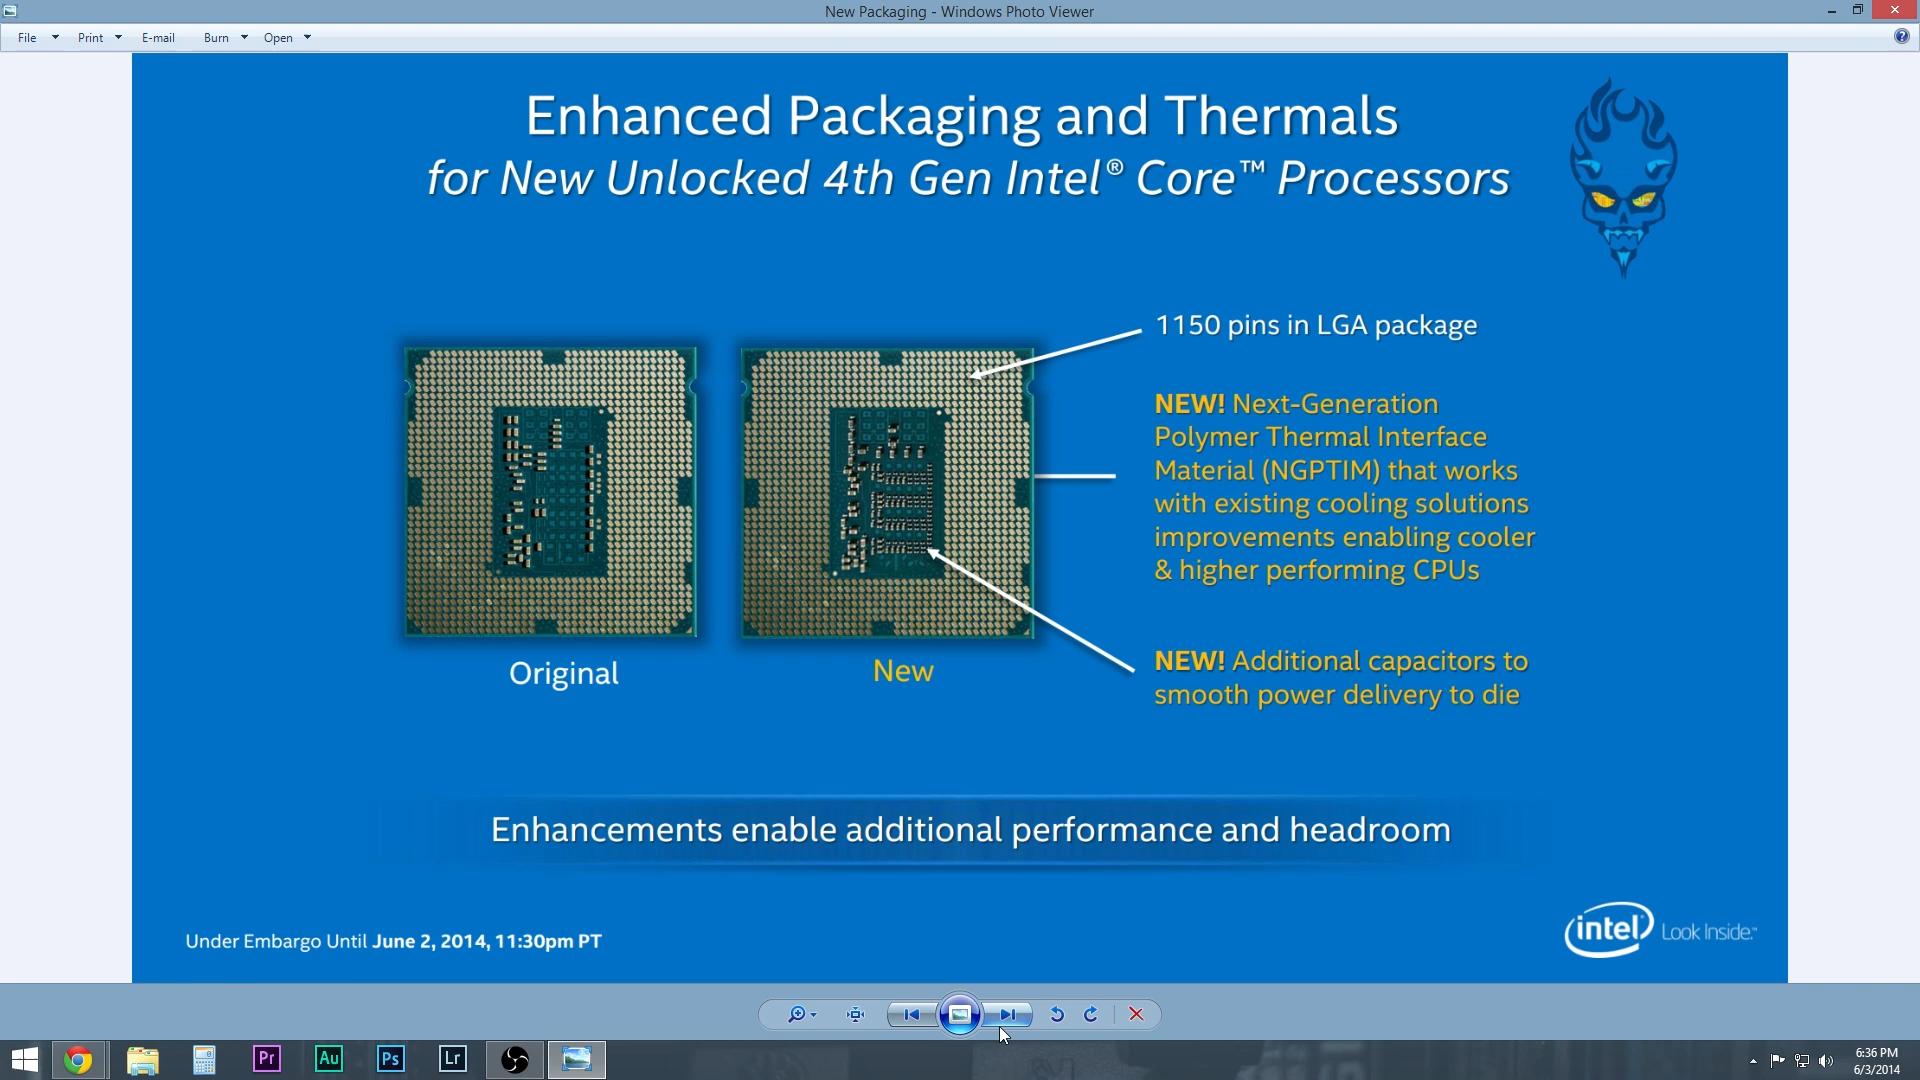 New Packaging - Windows Photo Viewer
File Print E-mail Burn Open
Enhanced Packaging and Thermals
for New Unlocked 4th Gen Intel® Core™ Processors
1150 pins in LGA package
NEW! Next-Generation
Polymer Thermal Interface
Material (NGPTIM) that works
with existing cooling solutions
improvements enabling cooler
& higher performing CPUs
Original
New
NEW! Additional capacitors to
smooth power delivery to die
Enhancements enable additional performance and headroom
Under Embargo Until June 2, 2014, 11:30pm PT
intel Look Inside.™
Pr Au Ps Lr
6:36 PM
6/3/2014